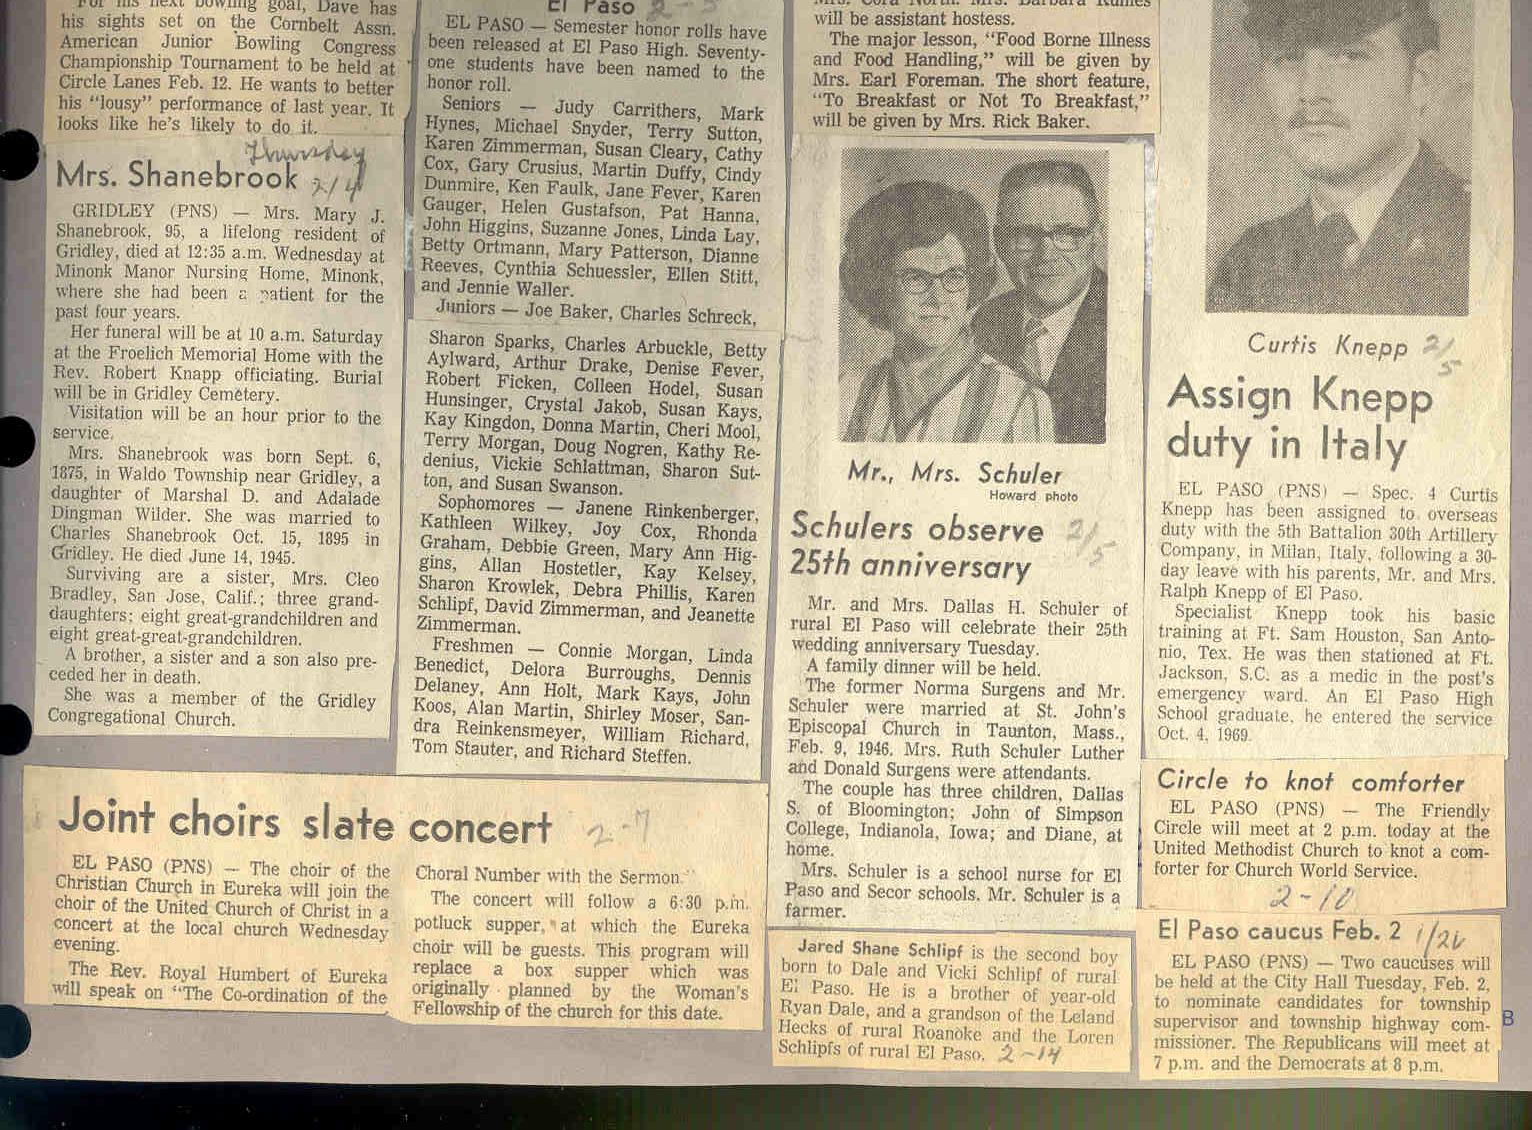 For his next bowling goal, Dave has
his sights set on the Cornbelt Assn.
American Junior Bowling Congress
Championship Tournament to be held at
Circle Lanes Feb. 12. He wants to better
his "lousy" performance of last year. It
looks like he's likely to do it.
Thursday
Mrs. Shanebrook 2/4
GRIDLEY (PNS) — Mrs. Mary J.
Shanebrook, 95, a lifelong resident of
Gridley, died at 12:35 a.m. Wednesday at
Minonk Manor Nursing Home, Minonk,
where she had been a patient for the
past four years.
Her funeral will be at 10 a.m. Saturday
at the Froelich Memorial Home with the
Rev. Robert Knapp officiating. Burial
will be in Gridley Cemetery.
Visitation will be an hour prior to the
service.
Mrs. Shanebrook was born Sept. 6,
1875, in Waldo Township near Gridley, a
daughter of Marshal D. and Adalade
Dingman Wilder. She was married to
Charles Shanebrook Oct. 15, 1895 in
Gridley. He died June 14, 1945.
Surviving are a sister, Mrs. Cleo
Bradley, San Jose, Calif.; three grand-
daughters; eight great-grandchildren and
eight great-great-grandchildren.
A brother, a sister and a son also pre-
ceded her in death.
She was a member of the Gridley
Congregational Church.
El Paso 2-5
EL PASO — Semester honor rolls have
been released at El Paso High. Seventy-
one students have been named to the
honor roll.
Seniors — Judy Carrithers, Mark
Hynes, Michael Snyder, Terry Sutton,
Karen Zimmerman, Susan Cleary, Cathy
Cox, Gary Crusius, Martin Duffy, Cindy
Dunmire, Ken Faulk, Jane Fever, Karen
Gauger, Helen Gustafson, Pat Hanna,
John Higgins, Suzanne Jones, Linda Lay,
Betty Ortmann, Mary Patterson, Dianne
Reeves, Cynthia Schuessler, Ellen Stitt,
and Jennie Waller.
Juniors — Joe Baker, Charles Schreck,
Sharon Sparks, Charles Arbuckle, Betty
Aylward, Arthur Drake, Denise Fever,
Robert Ficken, Colleen Hodel, Susan
Hunsinger, Crystal Jakob, Susan Kays,
Kay Kingdon, Donna Martin, Cheri Mool,
Terry Morgan, Doug Nogren, Kathy Re-
denius, Vickie Schlattman, Sharon Sut-
ton, and Susan Swanson.
Sophomores — Janene Rinkenberger,
Kathleen Wilkey, Joy Cox, Rhonda
Graham, Debbie Green, Mary Ann Hig-
gins, Allan Hostetler, Kay Kelsey,
Sharon Krowlek, Debra Phillis, Karen
Schlipf, David Zimmerman, and Jeanette
Zimmerman.
Freshmen — Connie Morgan, Linda
Benedict, Delora Burroughs, Dennis
Delaney, Ann Holt, Mark Kays, John
Koos, Alan Martin, Shirley Moser, San-
dra Reinkensmeyer, William Richard,
Tom Stauter, and Richard Steffen.
Joint choirs slate concert 2-7
EL PASO (PNS) — The choir of the
Christian Church in Eureka will join the
choir of the United Church of Christ in a
concert at the local church Wednesday
evening.
The Rev. Royal Humbert of Eureka
will speak on "The Co-ordination of the
Choral Number with the Sermon."
The concert will follow a 6:30 p.m.
potluck supper, at which the Eureka
choir will be guests. This program will
replace a box supper which was
originally planned by the Woman's
Fellowship of the church for this date.
Mrs. Cora North. Mrs. Barbara
will be assistant hostess.
The major lesson, "Food Borne Illness
and Food Handling," will be given by
Mrs. Earl Foreman. The short feature,
"To Breakfast or Not To Breakfast,"
will be given by Mrs. Rick Baker.
Mr., Mrs. Schuler
Howard photo
Schulers observe 2/5
25th anniversary
Mr. and Mrs. Dallas H. Schuler of
rural El Paso will celebrate their 25th
wedding anniversary Tuesday.
A family dinner will be held.
The former Norma Surgens and Mr.
Schuler were married at St. John's
Episcopal Church in Taunton, Mass.,
Feb. 9, 1946. Mrs. Ruth Schuler Luther
and Donald Surgens were attendants.
The couple has three children, Dallas
S. of Bloomington; John of Simpson
College, Indianola, Iowa; and Diane, at
home.
Mrs. Schuler is a school nurse for El
Paso and Secor schools. Mr. Schuler is a
farmer.
Jared Shane Schlipf is the second boy
born to Dale and Vicki Schlipf of rural
El Paso. He is a brother of year-old
Ryan Dale, and a grandson of the Leland
Hecks of rural Roanoke and the Loren
Schlipfs of rural El Paso. 2-14
Curtis Knepp 2/5
Assign Knepp
duty in Italy
EL PASO (PNS) — Spec. 4 Curtis
Knepp has been assigned to overseas
duty with the 5th Battalion 30th Artillery
Company, in Milan, Italy, following a 30-
day leave with his parents, Mr. and Mrs.
Ralph Knepp of El Paso.
Specialist Knepp took his basic
training at Ft. Sam Houston, San Anto-
nio, Tex. He was then stationed at Ft.
Jackson, S.C. as a medic in the post's
emergency ward. An El Paso High
School graduate, he entered the service
Oct. 4, 1969.
Circle to knot comforter
EL PASO (PNS) — The Friendly
Circle will meet at 2 p.m. today at the
United Methodist Church to knot a com-
forter for Church World Service.
2-10
El Paso caucus Feb. 2 1/26
EL PASO (PNS) — Two caucuses will
be held at the City Hall Tuesday, Feb. 2,
to nominate candidates for township
supervisor and township highway com-
missioner. The Republicans will meet at
7 p.m. and the Democrats at 8 p.m.
B